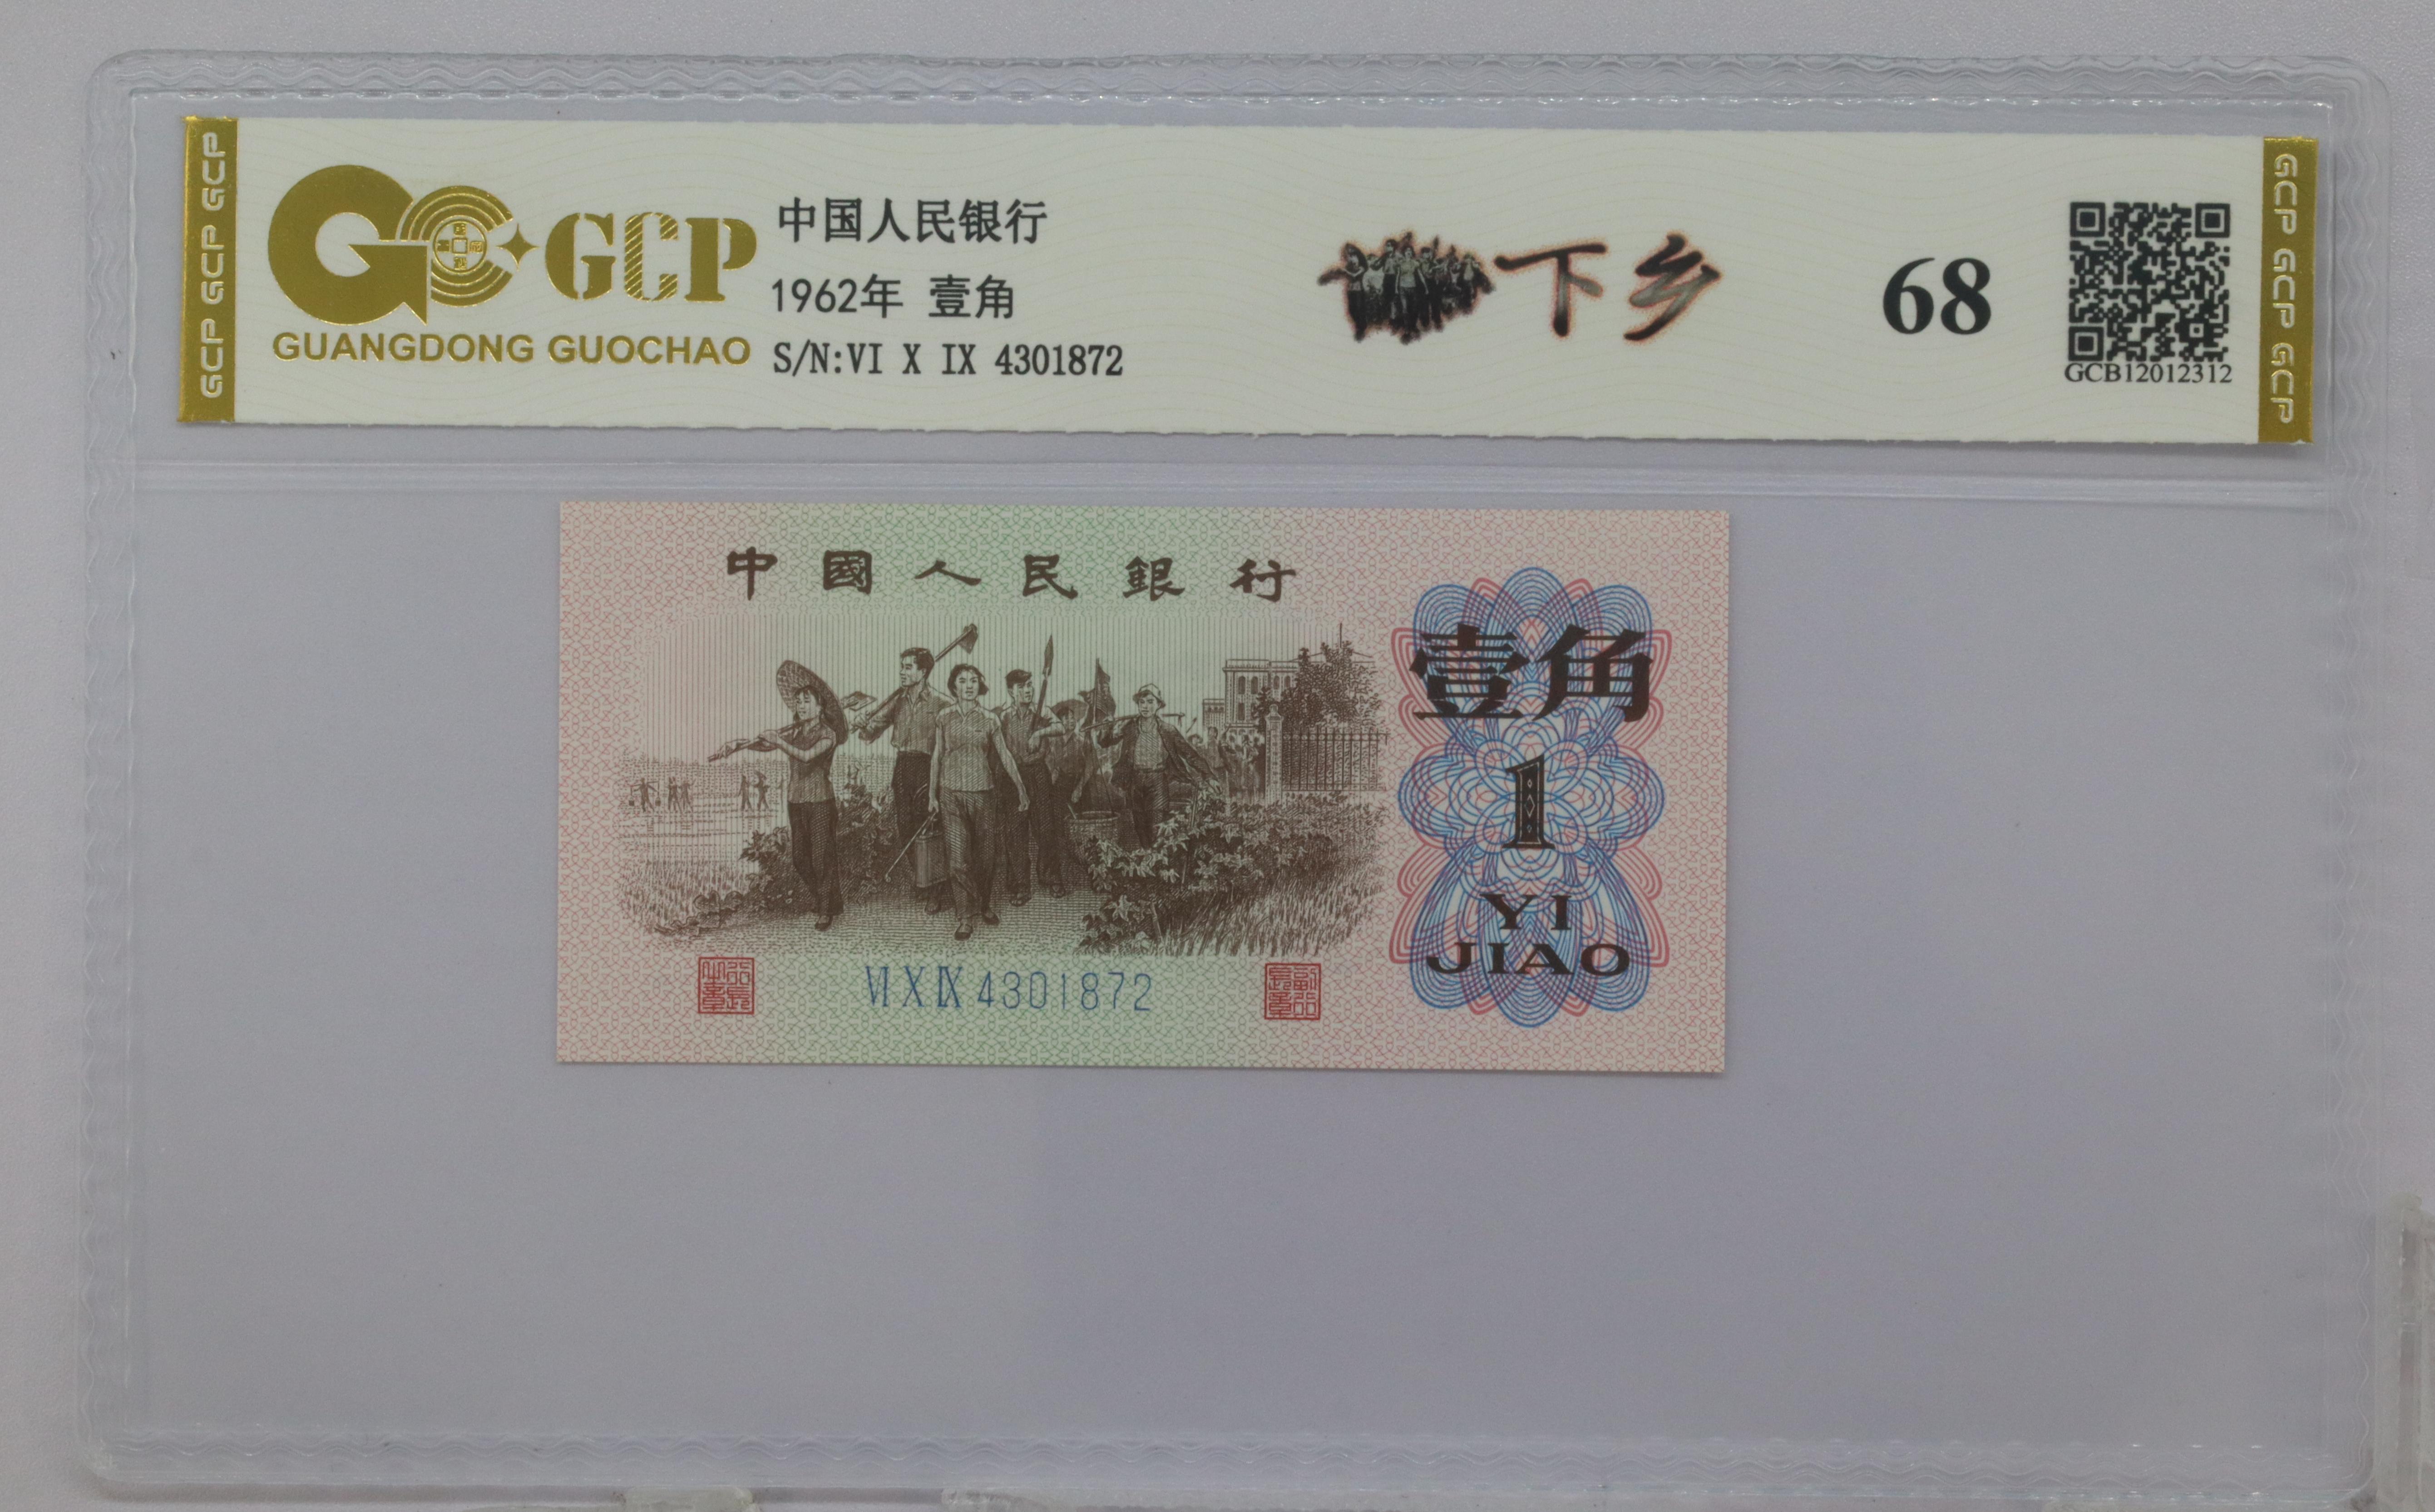 GCP GCP GCP
GCP
GUANGDONG GUOCHAO
中国人民银行
1962年 壹角
S/N:VI X IX 4301872
下乡
68
GCB12012312
GCP GCP GCP
中國人民銀行
壹角
1
YI
JIAO
VI X IX 4301872